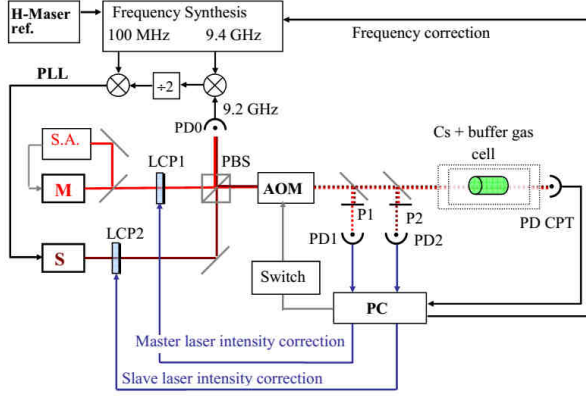 H-Maser
ref.
Frequency Synthesis
100 MHz 9.4 GHz
Frequency correction
PLL
÷2
9.2 GHz
PD0
S.A.
LCP1
PBS
Cs + buffer gas
cell
M
AOM
P1
P2
PD CPT
LCP2
PD1
PD2
S
Switch
PC
Master laser intensity correction
Slave laser intensity correction